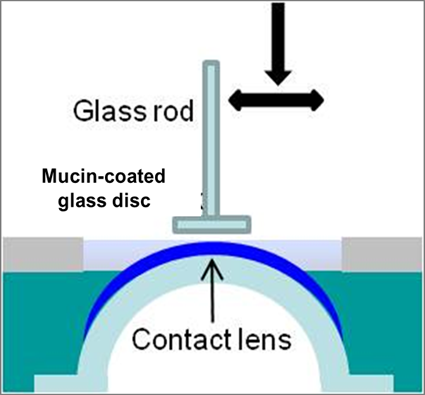 Glass rod
Mucin-coated
glass disc
Contact lens